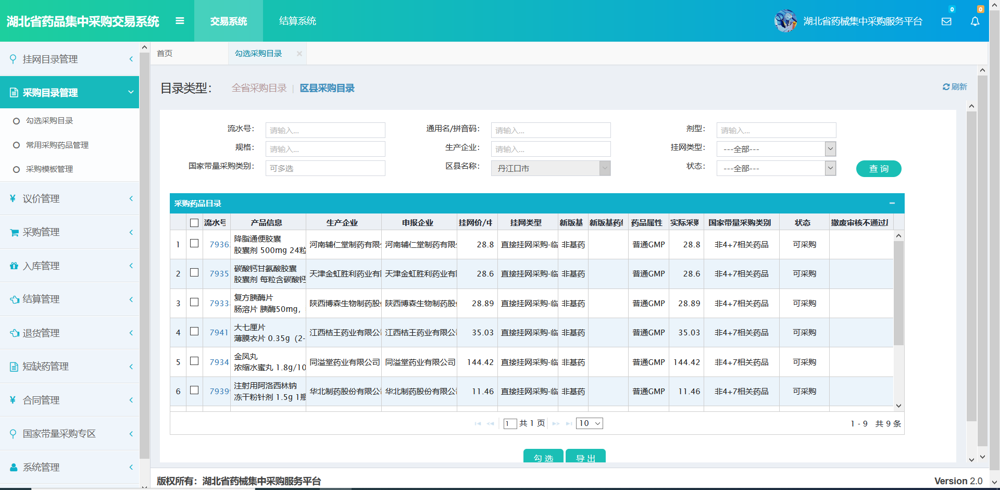 湖北省药品集中采购交易系统
交易系统
结算系统
湖北省药械集中采购服务平台
0
0
挂网目录管理
采购目录管理
勾选采购目录
常用采购药品管理
采购模板管理
¥ 议价管理
采购管理
入库管理
结算管理
退货管理
短缺药管理
¥ 合同管理
国家带量采购专区
系统管理
首页
勾选采购目录 ×
目录类型：
全省采购目录 | 区县采购目录
刷新
流水号： 请输入... 通用名/拼音码： 请输入... 剂型： 请输入...
规格： 请输入... 生产企业： 请输入... 挂网类型： ---全部---
国家带量采购类别： 可多选 区县名称： 丹江口市 状态： ---全部---
查 询
采购药品目录
流水号 产品信息 生产企业 申报企业 挂网价/中 挂网类型 新版基 新版基药 药品属性 实际采购 国家带量采购类别 状态 撤废审核不通过
1 7936 降脂通便胶囊
胶囊剂 500mg 24粒 河南辅仁堂制药有限 河南辅仁堂制药有限 28.8 直接挂网采购-临 非基药 普通GMP 28.8 非4+7相关药品 可采购
2 7935 碳酸钙甘氨酸胶囊
胶囊剂 每粒含碳酸钙 天津金虹胜利药业有 天津金虹胜利药业有 28.6 直接挂网采购-临 非基药 普通GMP 28.6 非4+7相关药品 可采购
3 7933 复方胰酶片
肠溶片 胰酶50mg， 陕西博森生物制药股 陕西博森生物制药股 28.89 直接挂网采购-临 非基药 普通GMP 28.89 非4+7相关药品 可采购
4 7941 大七厘片
薄膜衣片 0.35g（2- 江西桔王药业有限公 江西桔王药业有限公 35.03 直接挂网采购-临 非基药 普通GMP 35.03 非4+7相关药品 可采购
5 7934 金凤丸
浓缩水蜜丸 1.8g/10 同溢堂药业有限公司 同溢堂药业有限公司 144.42 直接挂网采购-临 非基药 普通GMP 144.42 非4+7相关药品 可采购
6 7939 注射用阿洛西林钠
冻干粉针剂 1.5g 1瓶 华北制药股份有限公 华北制药股份有限公 11.46 直接挂网采购-临 非基药 普通GMP 11.46 非4+7相关药品 可采购
1 共 1 页 10
1 - 9 共 9 条
勾 选
导 出
版权所有：湖北省药械集中采购服务平台
Version 2.0